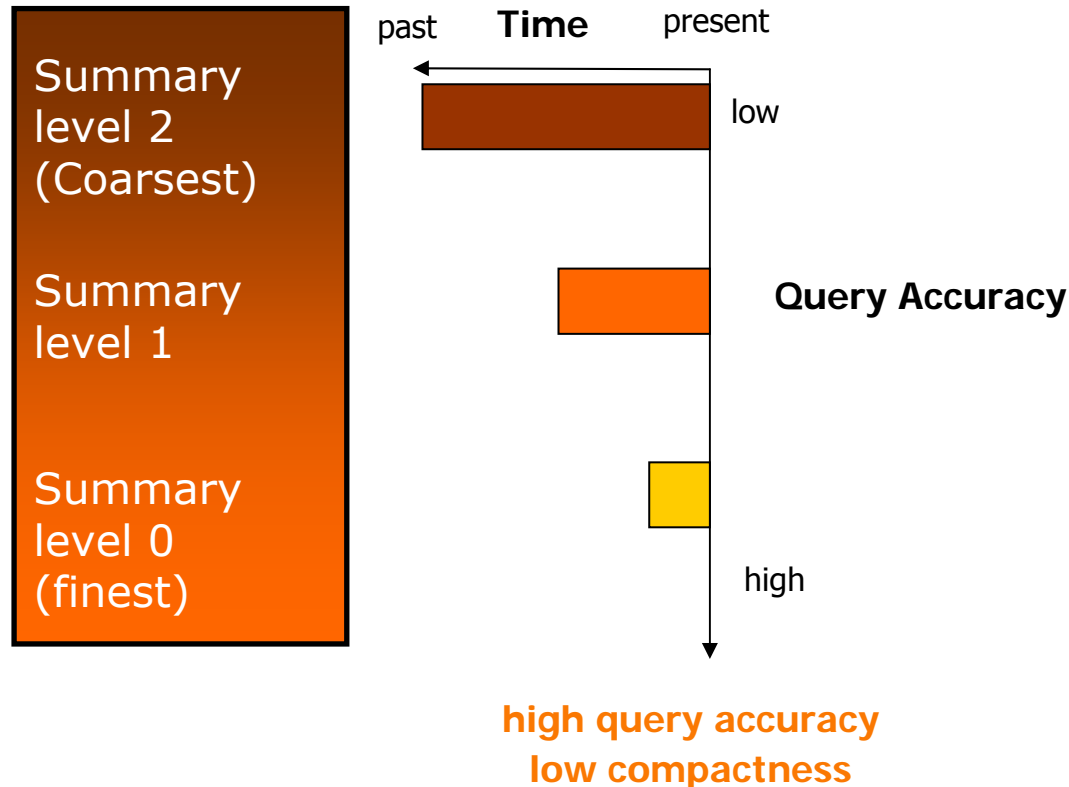 past Time present
Summary
level 2
(Coarsest)
low
Summary
level 1
Query Accuracy
Summary
level 0
(finest)
high
high query accuracy
low compactness